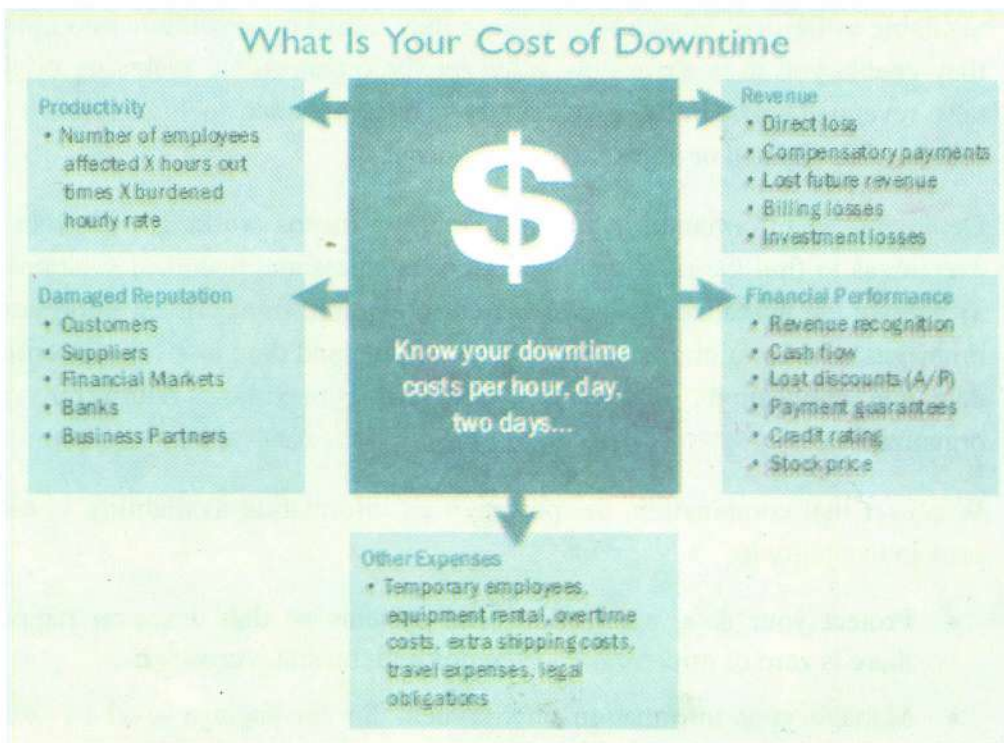 What Is Your Cost of Downtime
Productivity
• Number of employees
affected X hours out
times X burdened
hourly rate
Damaged Reputation
• Customers
• Suppliers
• Financial Markets
• Banks
• Business Partners
$
Know your downtime
costs per hour, day,
two days...
Revenue
• Direct loss
• Compensatory payments
• Lost future revenue
• Billing losses
• Investment losses
Financial Performance
• Revenue recognition
• Cash flow
• Lost discounts (A/P)
• Payment guarantees
• Credit rating
• Stock price
Other Expenses
• Temporary employees,
equipment rental, overtime
costs, extra shipping costs,
travel expenses, legal
obligations